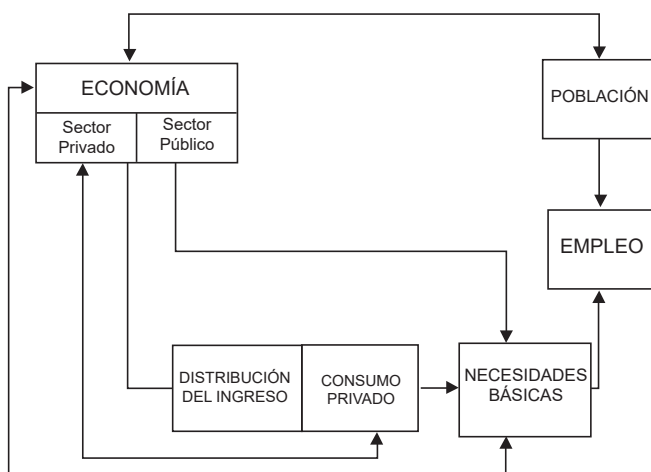 ECONOMÍA
Sector
Privado
Sector
Público
POBLACIÓN
EMPLEO
DISTRIBUCIÓN
DEL INGRESO
CONSUMO
PRIVADO
NECESIDADES
BÁSICAS